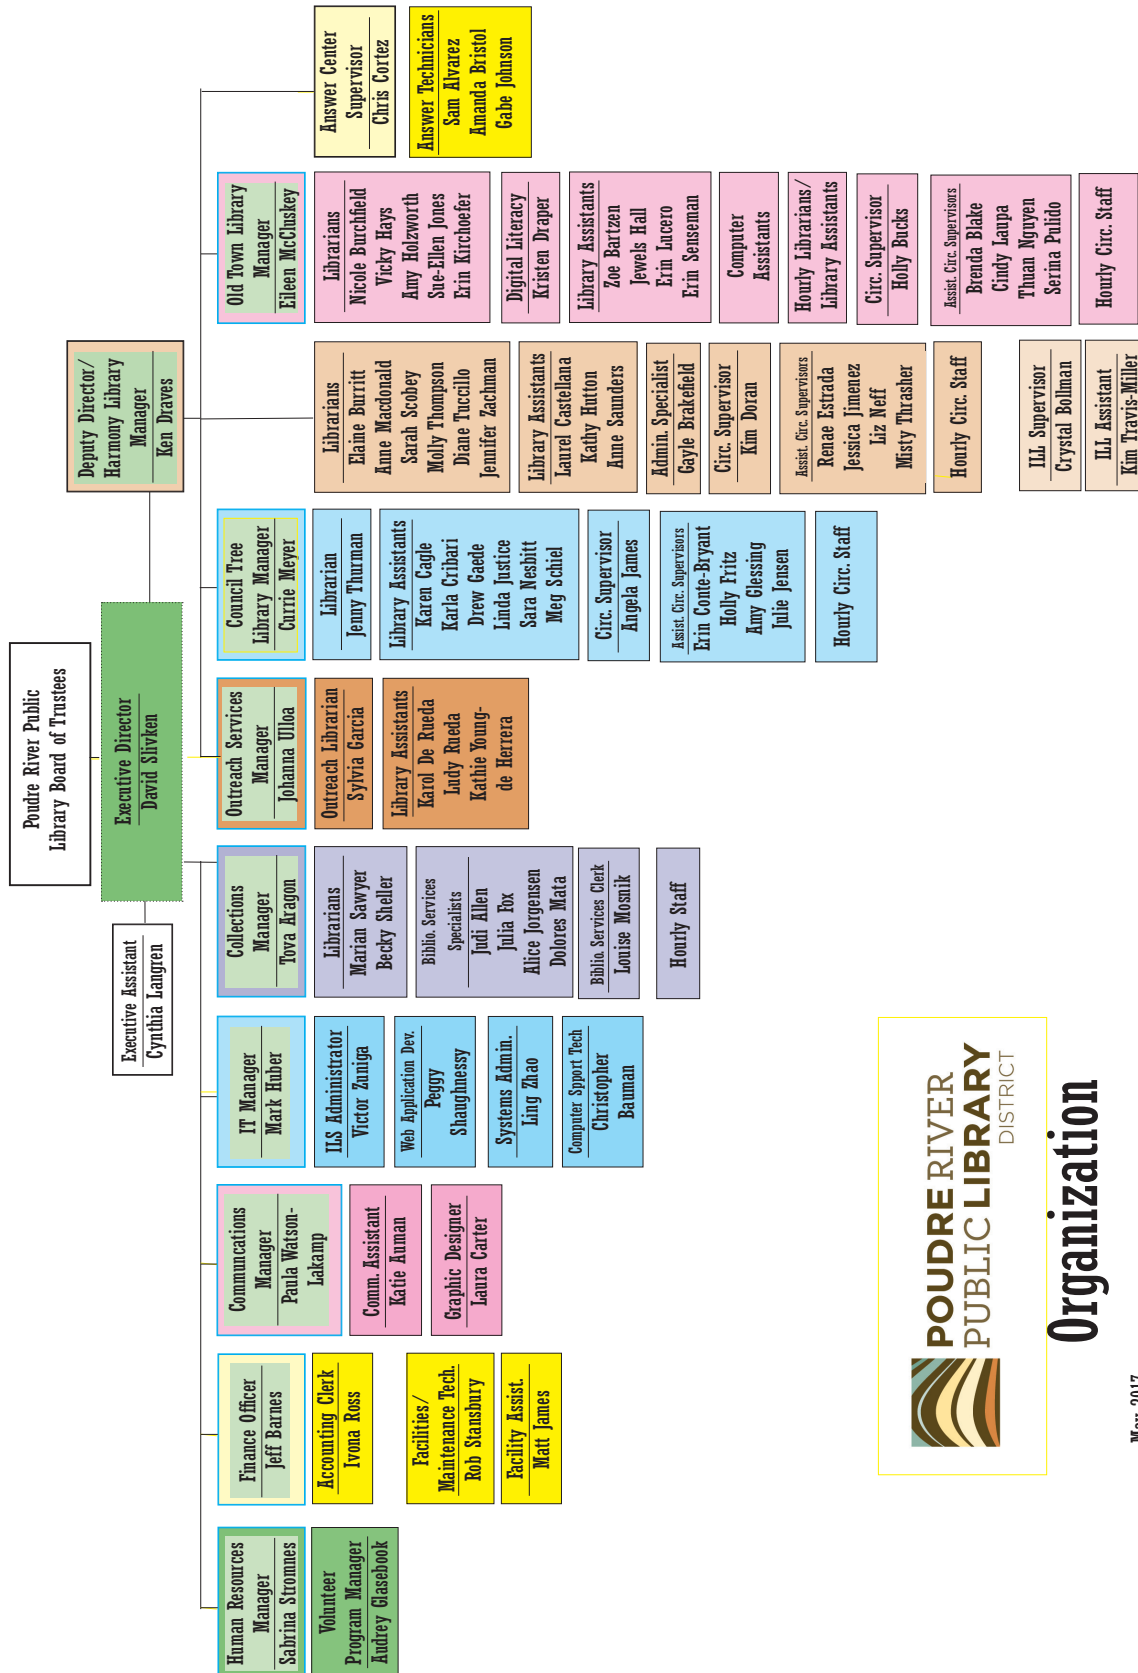 Poudre River Public
Library Board of Trustees
Executive Director
David Slivken
Executive Assistant
Cynthia Langren
Deputy Director/
Harmony Library
Manager
Ken Draves
Human Resources
Manager
Sabrina Stromnes
Volunteer
Program Manager
Audrey Glasebook
Finance Officer
Jeff Barnes
Accounting Clerk
Ivona Ross
Facilities/
Maintenance Tech.
Rob Stansbury
Facility Assist.
Matt James
Communcations
Manager
Paula Watson-
Lakamp
Comm. Assistant
Katie Auman
Graphic Designer
Laura Carter
IT Manager
Mark Huber
ILS Administrator
Victor Zuniga
Web Application Dev.
Peggy
Shaughnessy
Systems Admin.
Ling Zhao
Computer Spport Tech
Christopher
Bauman
Collections
Manager
Tova Aragon
Librarians
Marian Sawyer
Becky Sheller
Biblio. Services
Specialists
Judi Allen
Julia Fox
Alice Jorgensen
Dolores Mata
Biblio. Services Clerk
Louise Mosnik
Hourly Staff
Outreach Services
Manager
Johanna Ulloa
Outreach Librarian
Sylvia Garcia
Library Assistants
Karol De Rueda
Ludy Rueda
Kathie Young-
de Herrera
Council Tree
Library Manager
Currie Meyer
Librarian
Jenny Thurman
Library Assistants
Karen Cagle
Karla Cribari
Drew Gaede
Linda Justice
Sara Nesbitt
Meg Schiel
Circ. Supervisor
Angela James
Assist. Circ. Supervisors
Erin Conte-Bryant
Holly Fritz
Amy Glessing
Julie Jensen
Hourly Circ. Staff
Librarians
Elaine Burritt
Anne Macdonald
Sarah Scobey
Molly Thompson
Diane Tuccillo
Jennifer Zachman
Library Assistants
Laurel Castellana
Kathy Hutton
Anne Saunders
Admin. Specialist
Gayle Brakefield
Circ. Supervisor
Kim Doran
Assist. Circ. Supervisors
Renae Estrada
Jessica Jimenez
Liz Neff
Misty Thrasher
Hourly Circ. Staff
ILL Supervisor
Crystal Bollman
ILL Assistant
Kim Travis-Miller
Old Town Library
Manager
Eileen McCluskey
Librarians
Nicole Burchfield
Vicky Hays
Amy Holzworth
Sue-Ellen Jones
Erin Kirchoefer
Digital Literacy
Kristen Draper
Library Assistants
Zoe Bartzen
Jewels Hall
Erin Lucero
Erin Senseman
Computer
Assistants
Hourly Librarians/
Library Assistants
Circ. Supervisor
Holly Bucks
Assist. Circ. Supervisors
Brenda Blake
Cindy Laupa
Thuan Nguyen
Serina Pulido
Hourly Circ. Staff
Answer Center
Supervisor
Chris Cortez
Answer Technicians
Sam Alvarez
Amanda Bristol
Gabe Johnson
POUDRE RIVER
PUBLIC LIBRARY
DISTRICT
Organization
May 2017